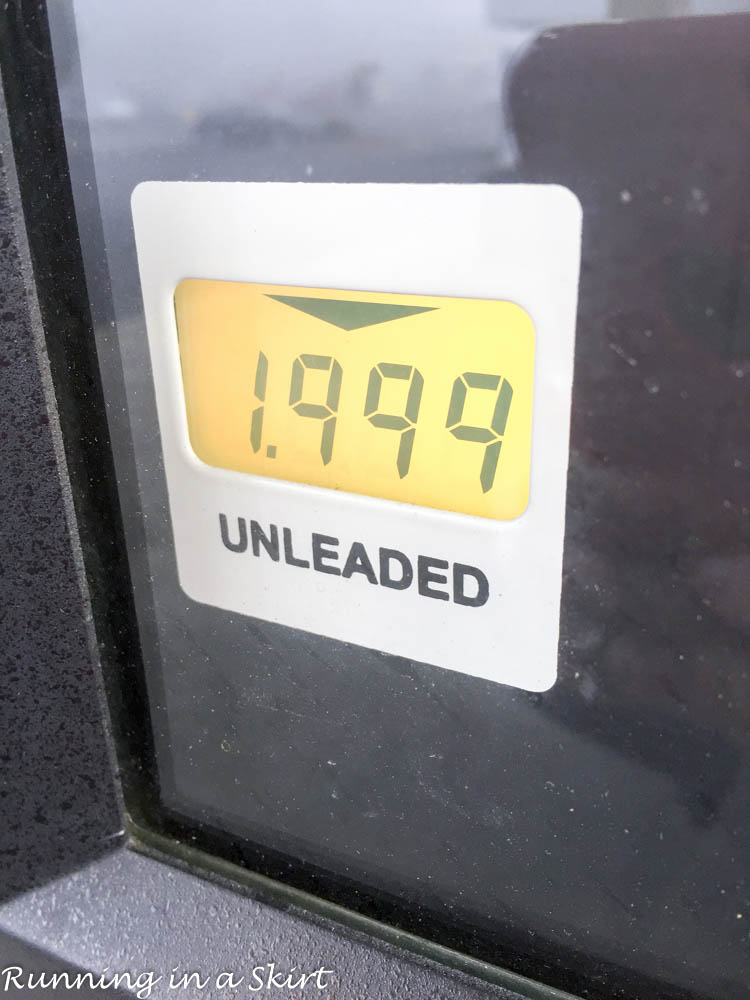 1.999
UNLEADED
Running in a Skirt